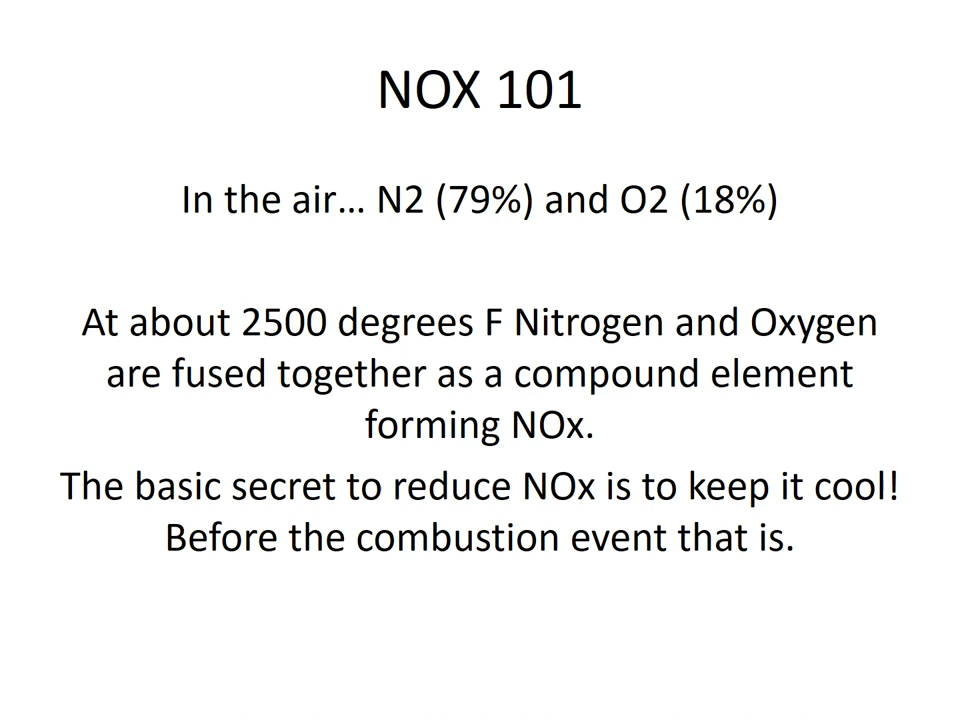 NOX 101
In the air… N2 (79%) and O2 (18%)
At about 2500 degrees F Nitrogen and Oxygen
are fused together as a compound element
forming NOx.
The basic secret to reduce NOx is to keep it cool!
Before the combustion event that is.